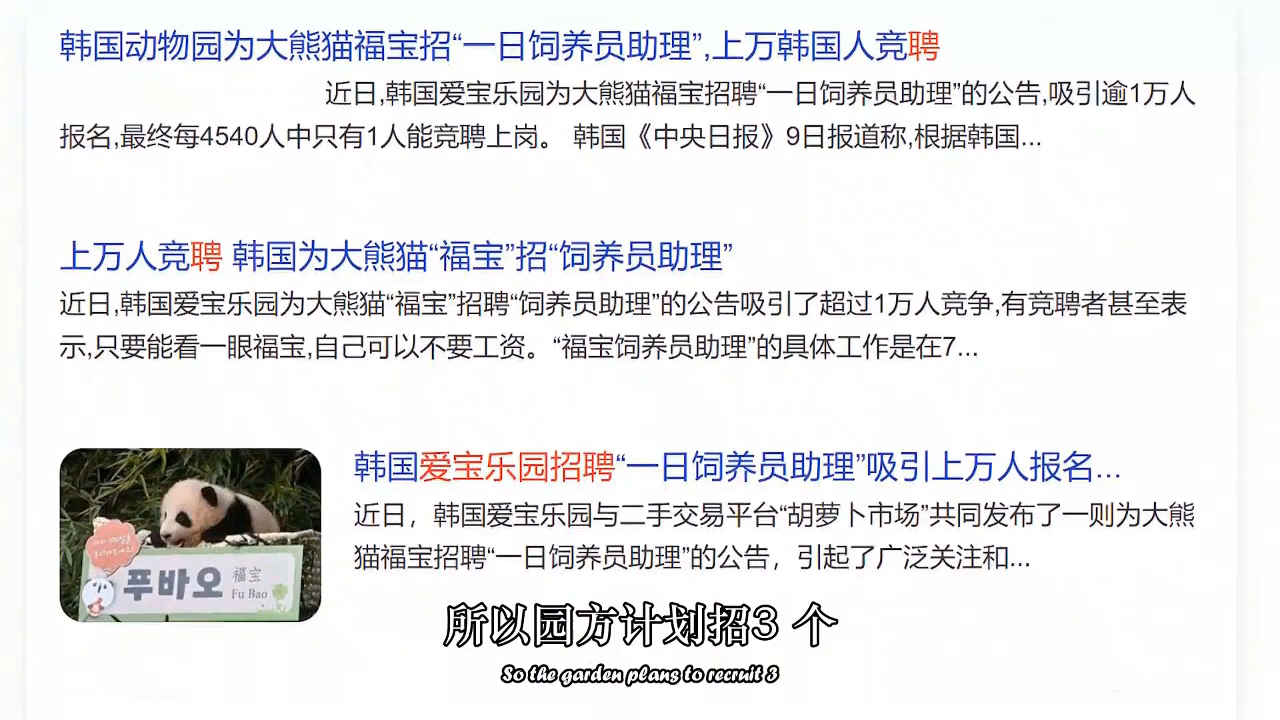 韩国动物园为大熊猫福宝招“一日饲养员助理”,上万韩国人竞聘
近日,韩国爱宝乐园为大熊猫福宝招聘“一日饲养员助理”的公告,吸引逾1万人
报名,最终每4540人中只有1人能竞聘上岗。 韩国《中央日报》9日报道称,根据韩国...
上万人竞聘 韩国为大熊猫“福宝”招“饲养员助理”
近日,韩国爱宝乐园为大熊猫“福宝”招聘“饲养员助理”的公告吸引了超过1万人竞争,有竞聘者甚至表
示,只要能看一眼福宝,自己可以不要工资。“福宝饲养员助理”的具体工作是在7...
韩国爱宝乐园招聘“一日饲养员助理”吸引上万人报名...
近日，韩国爱宝乐园与二手交易平台“胡萝卜市场”共同发布了一则为大熊
猫福宝招聘“一日饲养员助理”的公告，引起了广泛关注和...
푸바오
福宝
Fu Bao
所以园方计划招3 个
So the garden plans to recruit 3